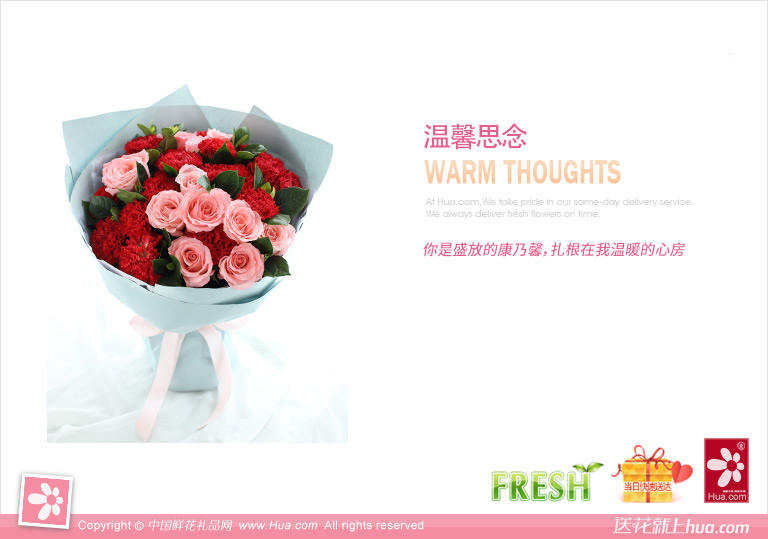 温馨思念
WARM THOUGHTS
At Hua.com,We take pride in our same-day delivery service.
We always deliver fresh flowers on time.
你是盛放的康乃馨，扎根在我温暖的心房
FRESH
当日快速送达
Hua.com
Copyright © 中国鲜花礼品网 www.Hua.com All rights reserved
送花就上hua.com